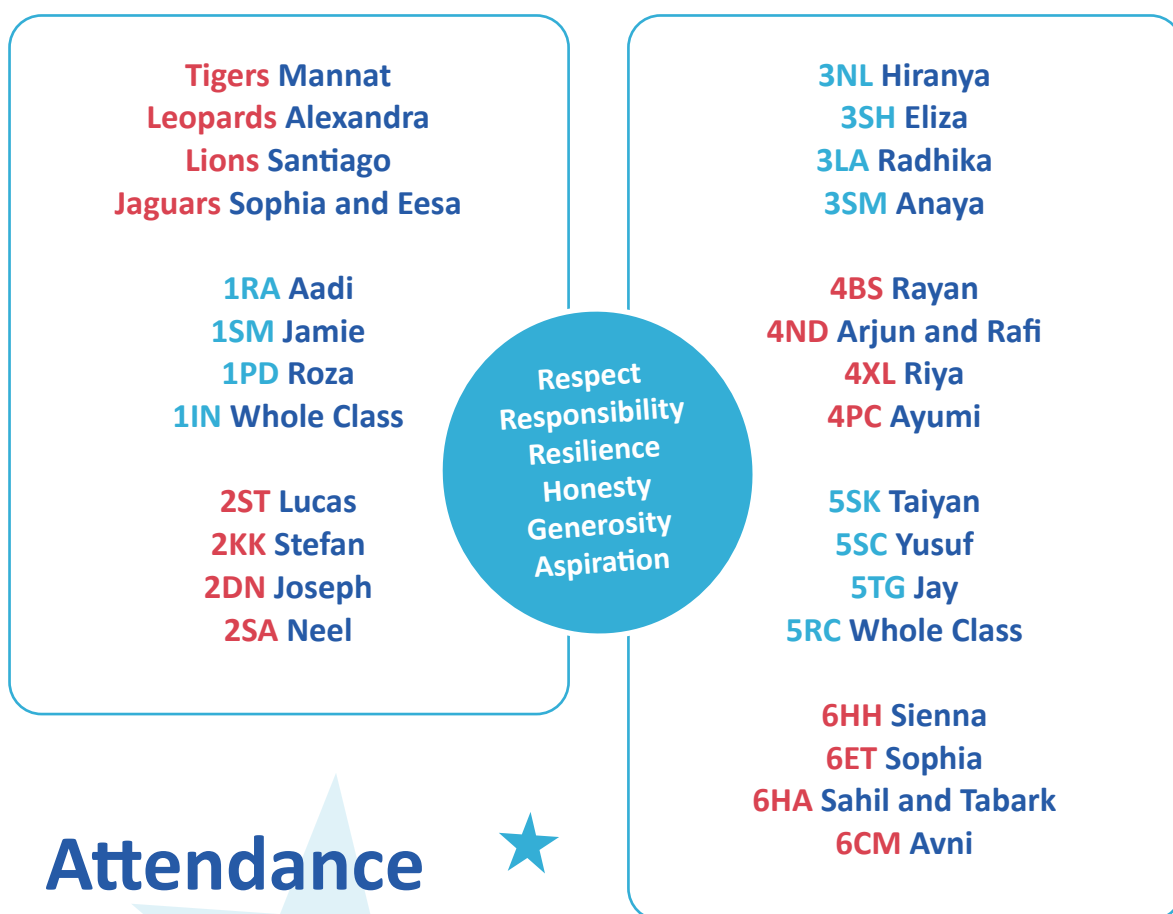 Tigers Mannat
Leopards Alexandra
Lions Santiago
Jaguars Sophia and Eesa
1RA Aadi
1SM Jamie
1PD Roza
1IN Whole Class
2ST Lucas
2KK Stefan
2DN Joseph
2SA Neel
Respect
Responsibility
Resilience
Honesty
Generosity
Aspiration
3NL Hiranya
3SH Eliza
3LA Radhika
3SM Anaya
4BS Rayan
4ND Arjun and Rafi
4XL Riya
4PC Ayumi
5SK Taiyan
5SC Yusuf
5TG Jay
5RC Whole Class
6HH Sienna
6ET Sophia
6HA Sahil and Tabark
6CM Avni
Attendance